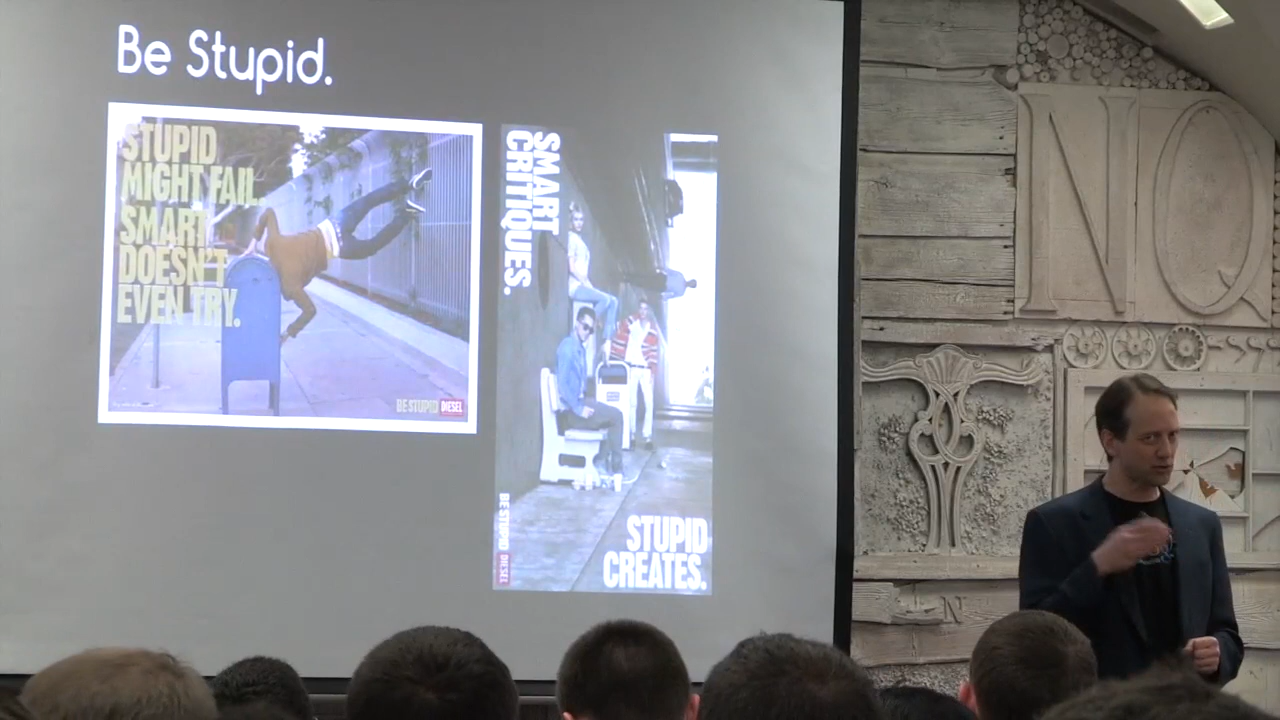 Be Stupid.
STUPID
MIGHT FAIL.
SMART
DOESN'T
EVEN TRY.
BE STUPID DIESEL
SMART
CRITIQUES.
STUPID
CREATES.
BE STUPID DIESEL
NQ
N